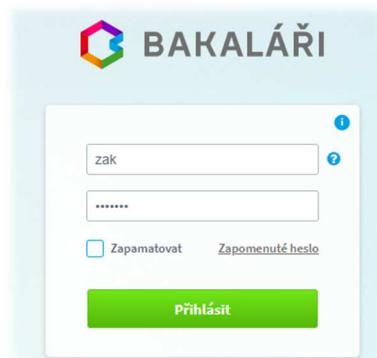 BAKALÁŘI
zak
•••••••
Zapamatovat Zapomenuté heslo
Přihlásit